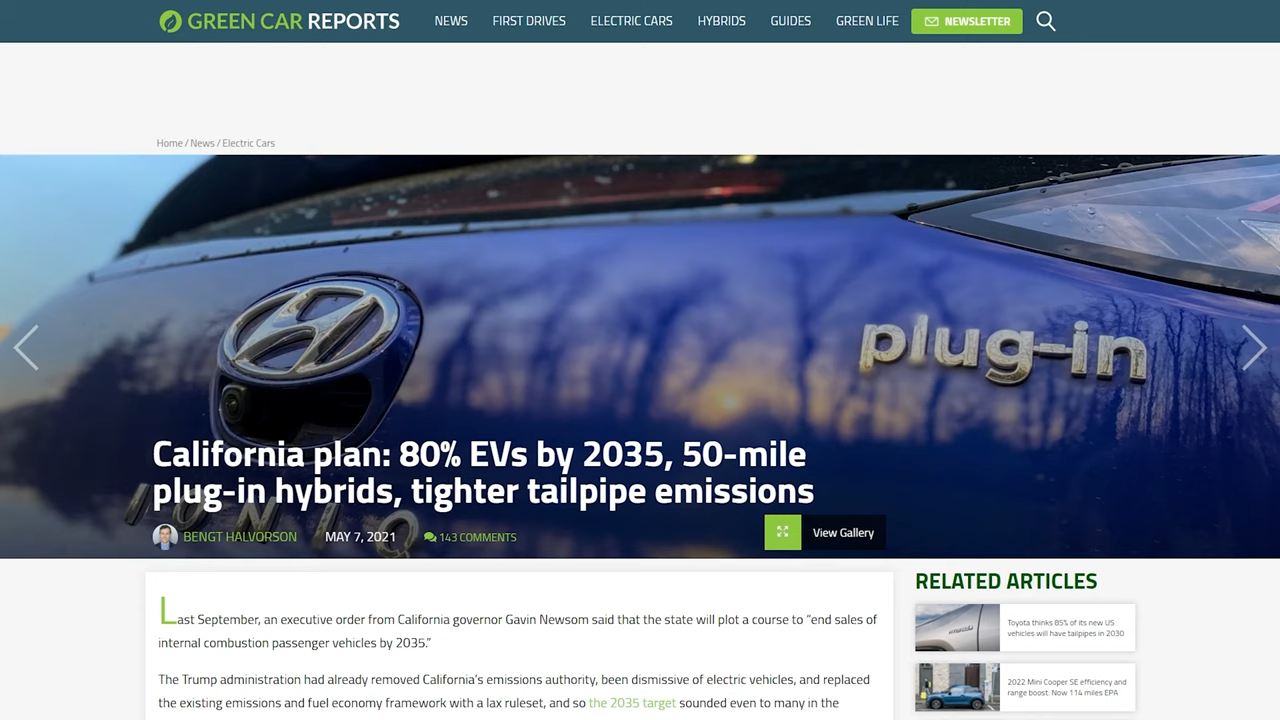 GREEN CAR REPORTS
NEWS
FIRST DRIVES
ELECTRIC CARS
HYBRIDS
GUIDES
GREEN LIFE
NEWSLETTER
Home / News / Electric Cars
plug-in
IONIQ
California plan: 80% EVs by 2035, 50-mile
plug-in hybrids, tighter tailpipe emissions
BENGT HALVORSON
MAY 7, 2021
143 COMMENTS
View Gallery
Last September, an executive order from California governor Gavin Newsom said that the state will plot a course to “end sales of
internal combustion passenger vehicles by 2035.”
The Trump administration had already removed California’s emissions authority, been dismissive of electric vehicles, and replaced
the existing emissions and fuel economy framework with a lax ruleset, and so the 2035 target sounded even to many in the
RELATED ARTICLES
Toyota thinks 85% of its new US
vehicles will have tailpipes in 2030
2022 Mini Cooper SE efficiency and
range boost: Now 114 miles EPA